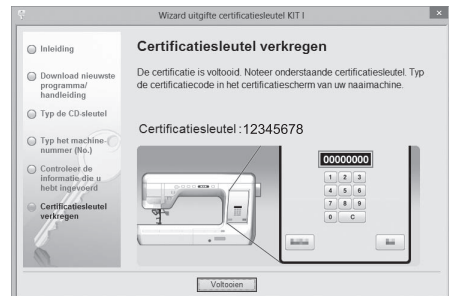 Wizard uitgifte certificatiesleutel KIT I
Inleiding
Download nieuwste
programma/
handleiding
Typ de CD-sleutel
Typ het machine-
nummer (No.)
Controleer de
informatie die u
hebt ingevoerd
Certificatiesleutel
verkregen
Certificatiesleutel verkregen
De certificatie is voltooid. Noteer onderstaande certificatiesleutel. Typ
de certificatiecode in het certificatiescherm van uw naaimachine.
Certificatiesleutel :12345678
00000000
1 2 3
4 5 6
7 8 9
0 C
Voltooien